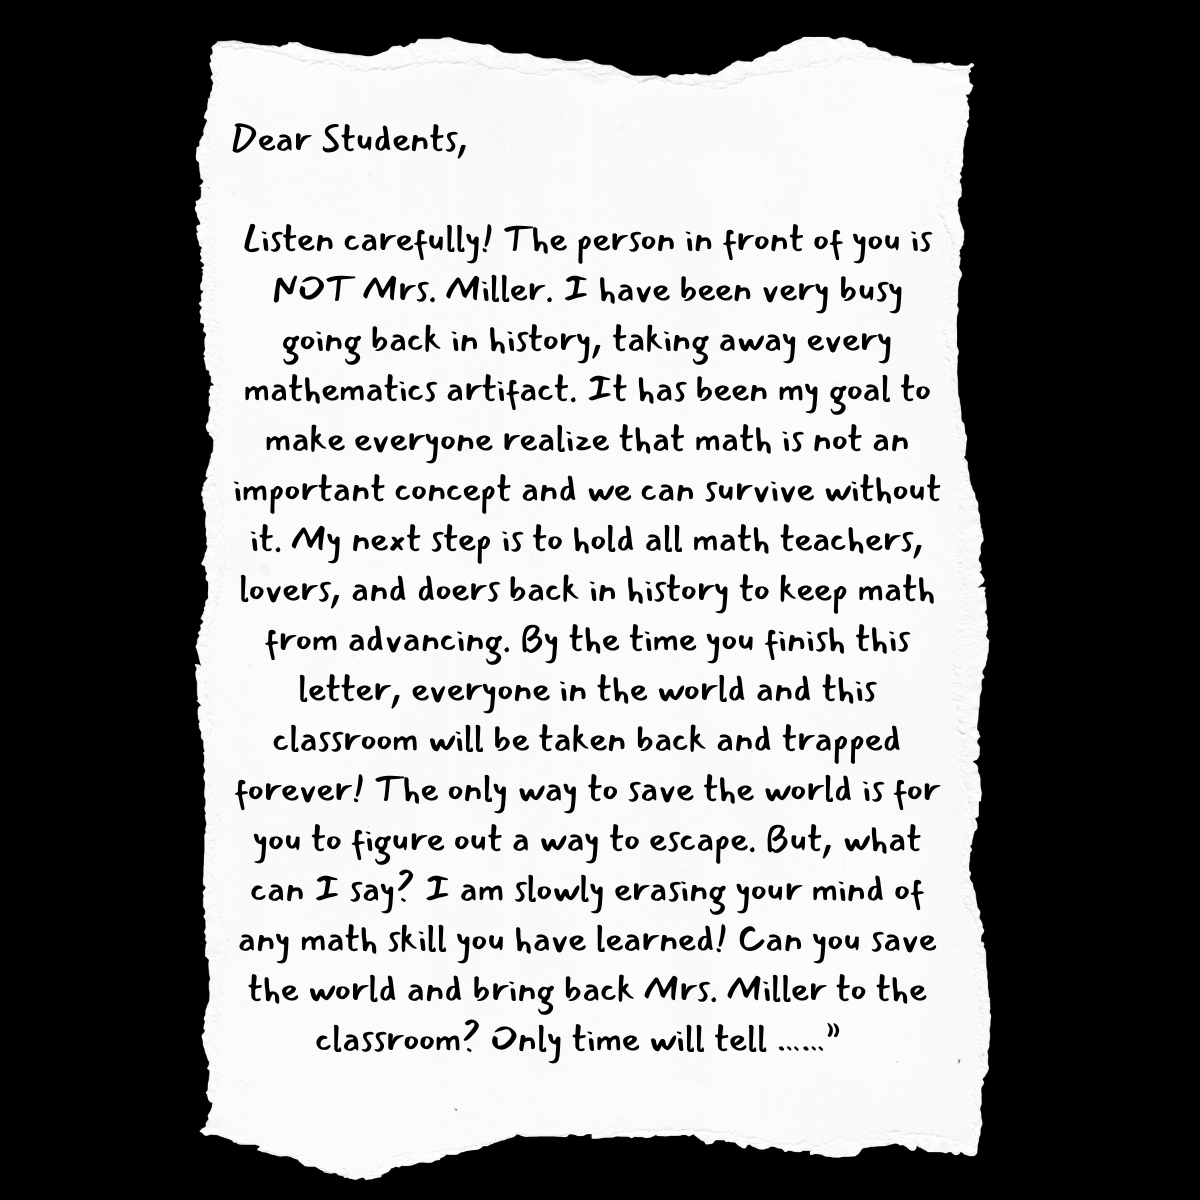 Dear Students,
Listen carefully! The person in front of you is
NOT Mrs. Miller. I have been very busy
going back in history, taking away every
mathematics artifact. It has been my goal to
make everyone realize that math is not an
important concept and we can survive without
it. My next step is to hold all math teachers,
lovers, and doers back in history to keep math
from advancing. By the time you finish this
letter, everyone in the world and this
classroom will be taken back and trapped
forever! The only way to save the world is for
you to figure out a way to escape. But, what
can I say? I am slowly erasing your mind of
any math skill you have learned! Can you save
the world and bring back Mrs. Miller to the
classroom? Only time will tell ……”